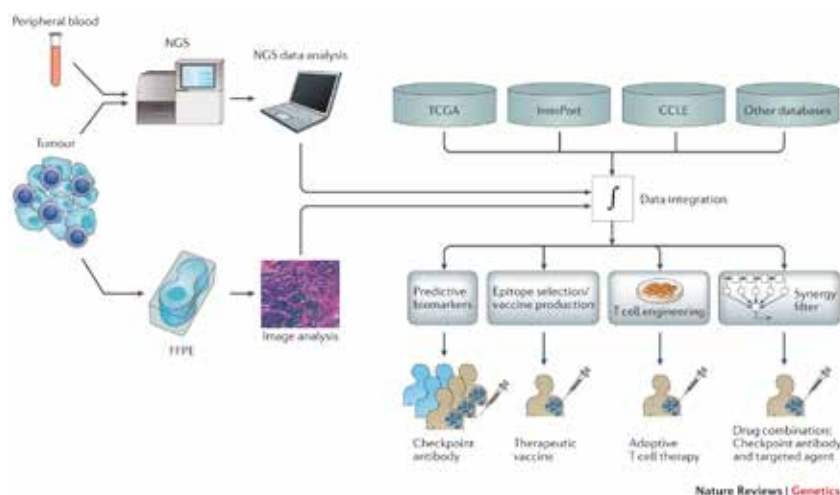 Peripheral blood
NGS
NGS data analysis
TCGA
ImmPort
CCLE
Other databases
Tumour
Data integration
FFPE
Image analysis
Predictive
biomarkers
Epitope selection/
vaccine production
T cell engineering
Synergy
filter
Checkpoint
antibody
Therapeutic
vaccine
Adoptive
T cell therapy
Drug combination:
Checkpoint antibody
and targeted agent
Nature Reviews | Genetics